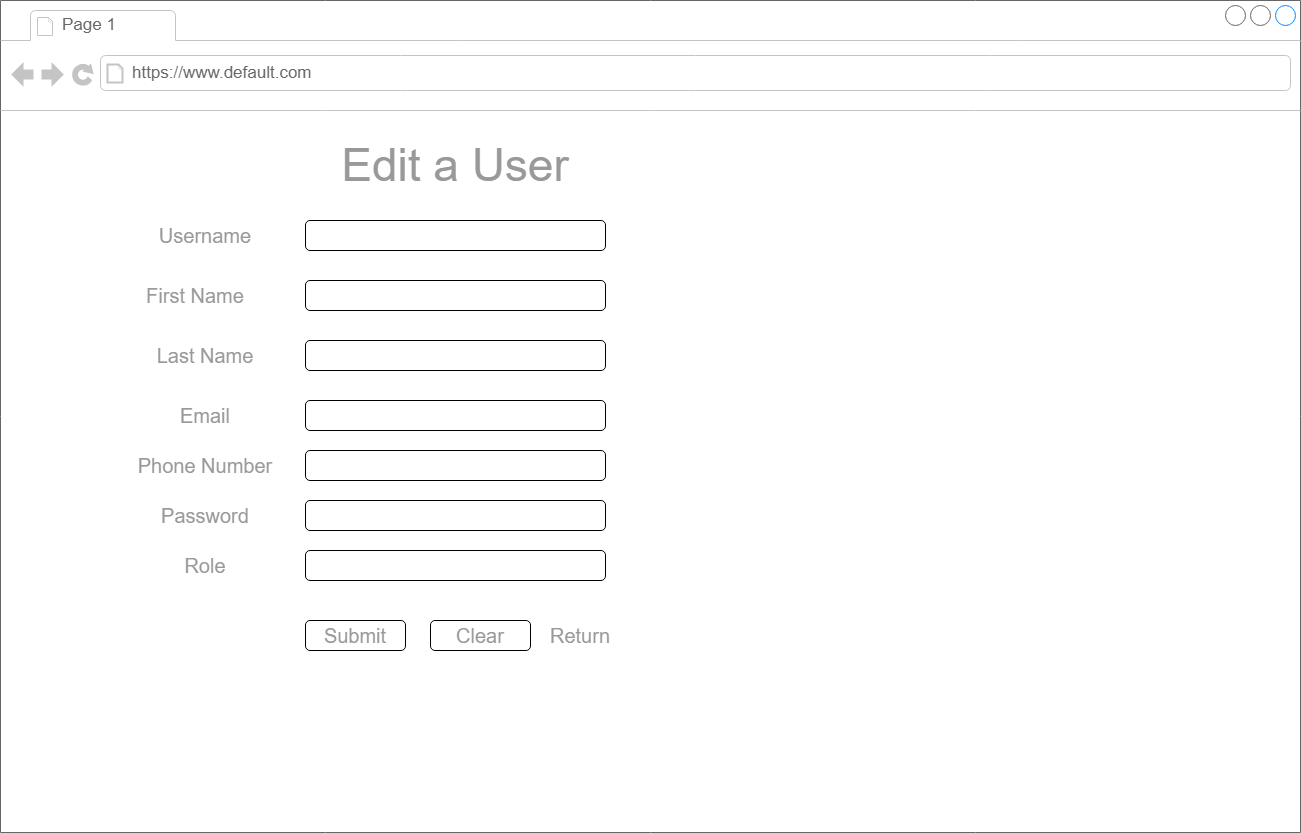 Page 1
https://www.default.com
Edit a User
Username
First Name
Last Name
Email
Phone Number
Password
Role
Submit Clear Return